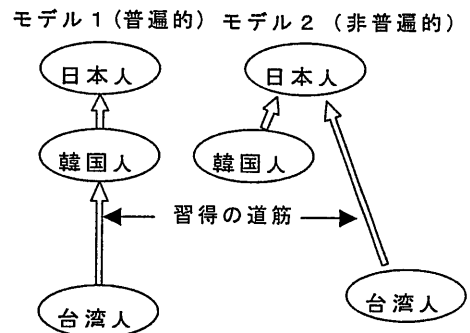 モデル1(普遍的) モデル2(非普遍的)
日本人 日本人
韓国人 韓国人
習得の道筋
台湾人 台湾人